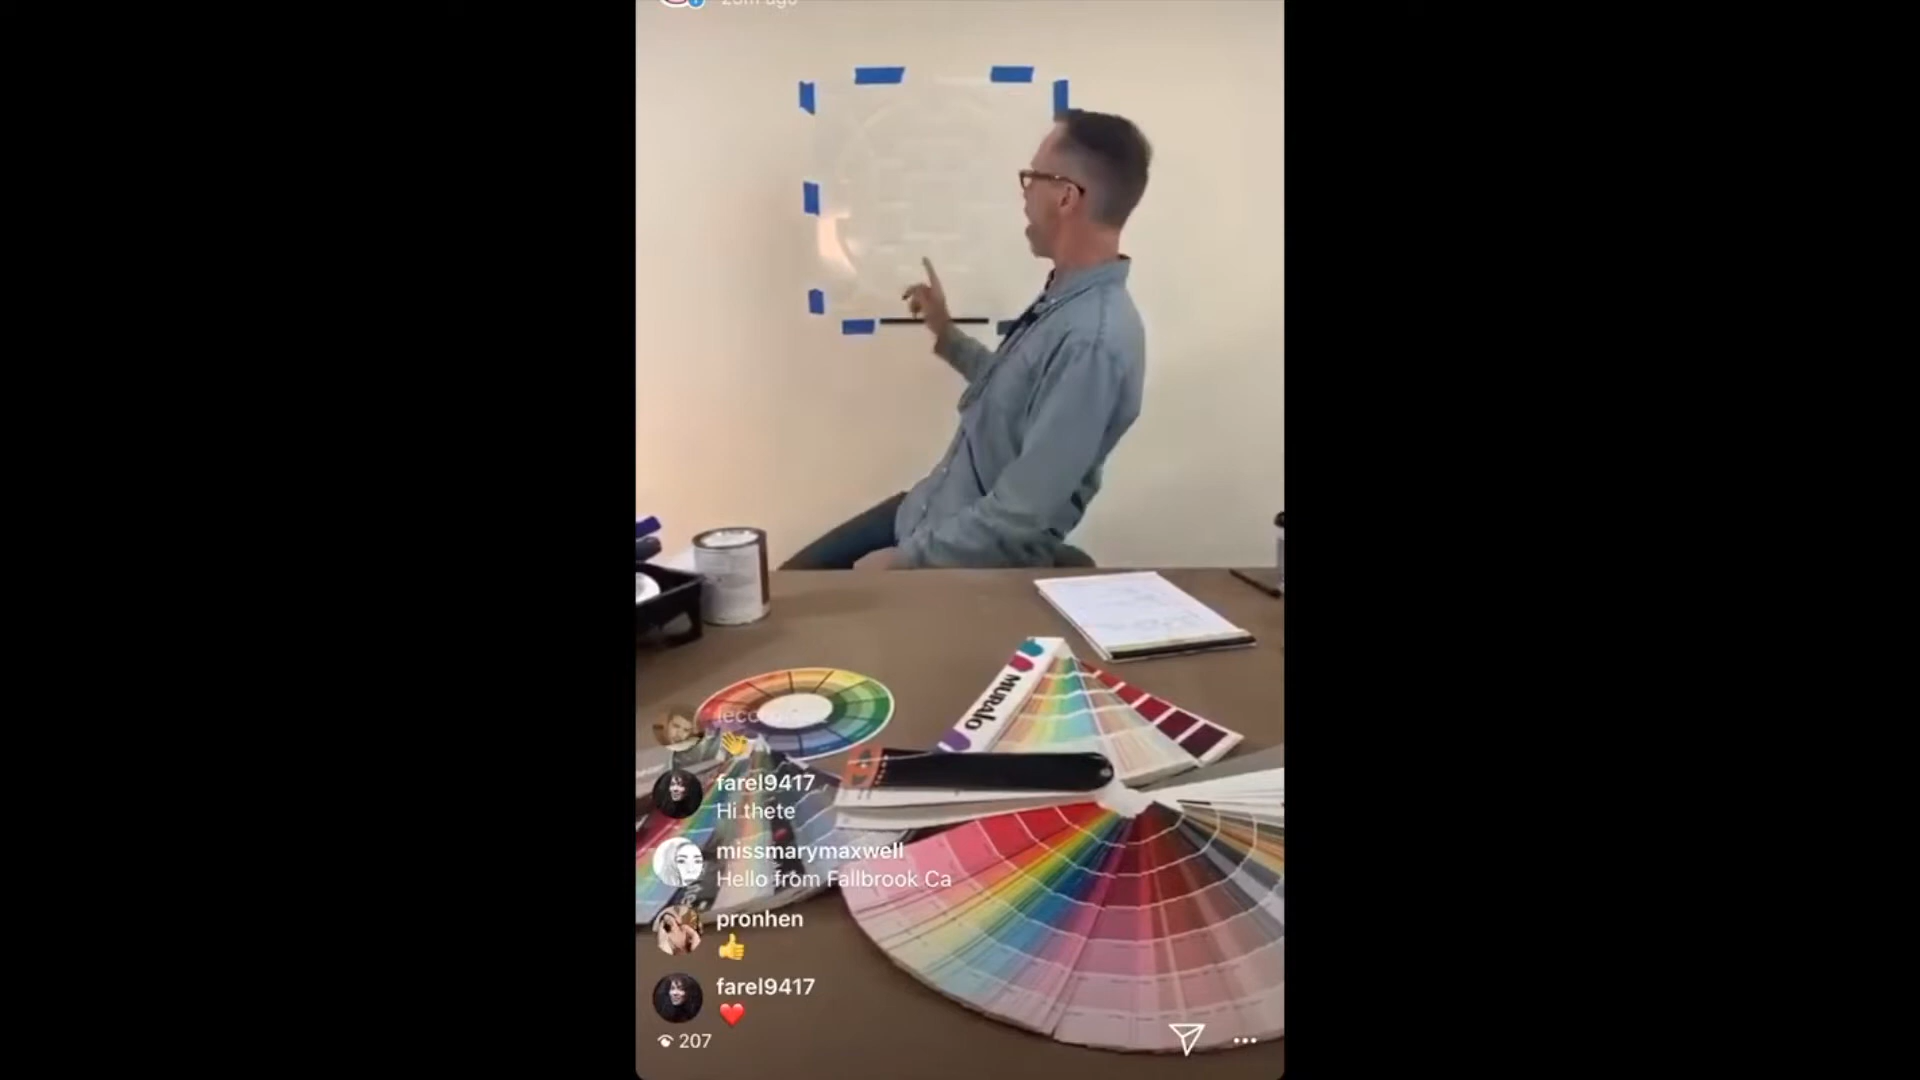 MURAlO
farel9417
Hi thete
missmarymaxwell
Hello from Fallbrook Ca
pronhen
👍
farel9417
❤️
207